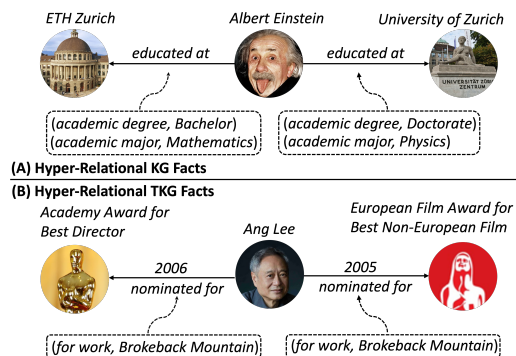 ETH Zurich
Albert Einstein
University of Zurich
educated at
educated at
UNIVERSITÄT ZÜRICH
ZENTRUM
(academic degree, Bachelor)
(academic major, Mathematics)
(academic degree, Doctorate)
(academic major, Physics)
(A) Hyper-Relational KG Facts
(B) Hyper-Relational TKG Facts
Academy Award for
Best Director
Ang Lee
European Film Award for
Best Non-European Film
2006
nominated for
2005
nominated for
(for work, Brokeback Mountain)
(for work, Brokeback Mountain)